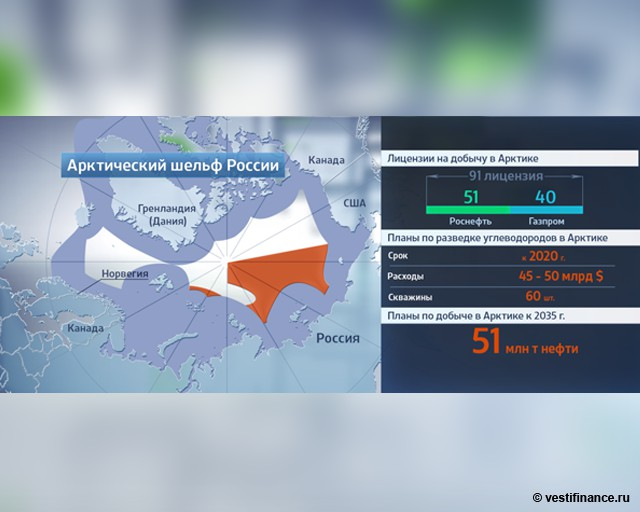 Арктический шельф России
Канада
США
Гренландия
(Дания)
Норвегия
Канада
Россия
Лицензии на добычу в Арктике
91 лицензия
51 40
Роснефть Газпром
Планы по разведке углеводородов в Арктике
Срок к 2020 г.
Расходы 45 - 50 млрд $
Скважины 60 шт.
Планы по добыче в Арктике к 2035 г.
51 млн т нефти
© vestifinance.ru